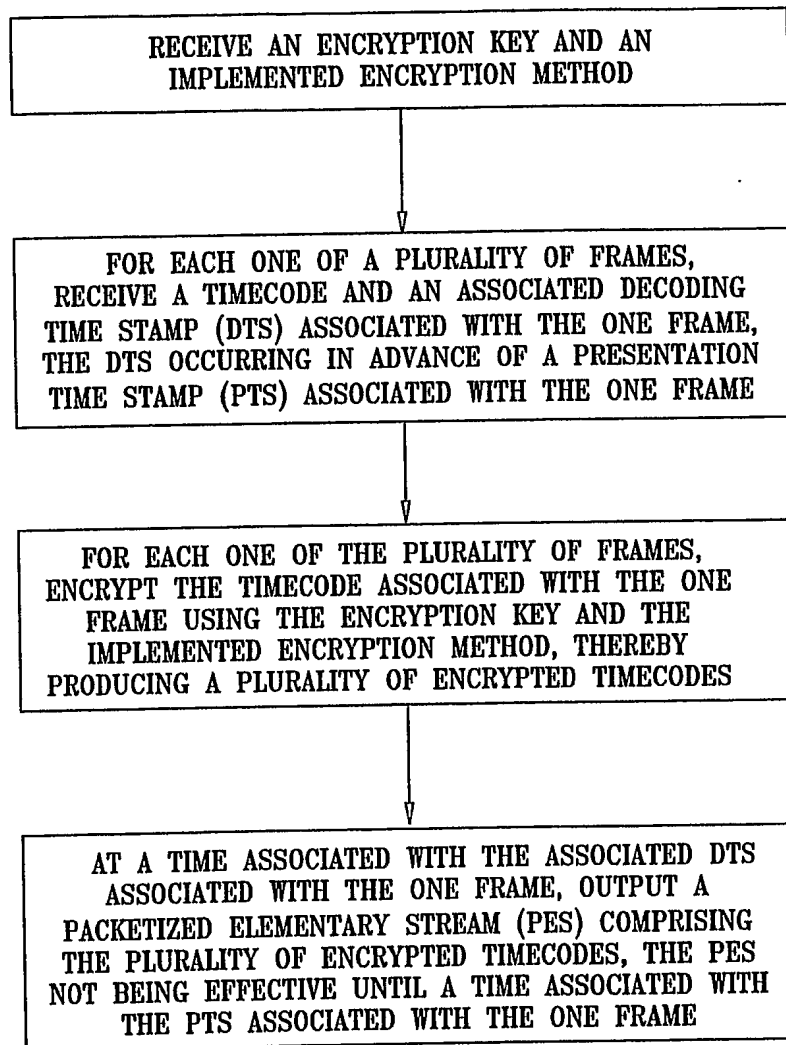 RECEIVE AN ENCRYPTION KEY AND AN
IMPLEMENTED ENCRYPTION METHOD
FOR EACH ONE OF A PLURALITY OF FRAMES,
RECEIVE A TIMECODE AND AN ASSOCIATED DECODING
TIME STAMP (DTS) ASSOCIATED WITH THE ONE FRAME,
THE DTS OCCURRING IN ADVANCE OF A PRESENTATION
TIME STAMP (PTS) ASSOCIATED WITH THE ONE FRAME
FOR EACH ONE OF THE PLURALITY OF FRAMES,
ENCRYPT THE TIMECODE ASSOCIATED WITH THE ONE
FRAME USING THE ENCRYPTION KEY AND THE
IMPLEMENTED ENCRYPTION METHOD, THEREBY
PRODUCING A PLURALITY OF ENCRYPTED TIMECODES
AT A TIME ASSOCIATED WITH THE ASSOCIATED DTS
ASSOCIATED WITH THE ONE FRAME, OUTPUT A
PACKETIZED ELEMENTARY STREAM (PES) COMPRISING
THE PLURALITY OF ENCRYPTED TIMECODES, THE PES
NOT BEING EFFECTIVE UNTIL A TIME ASSOCIATED WITH
THE PTS ASSOCIATED WITH THE ONE FRAME